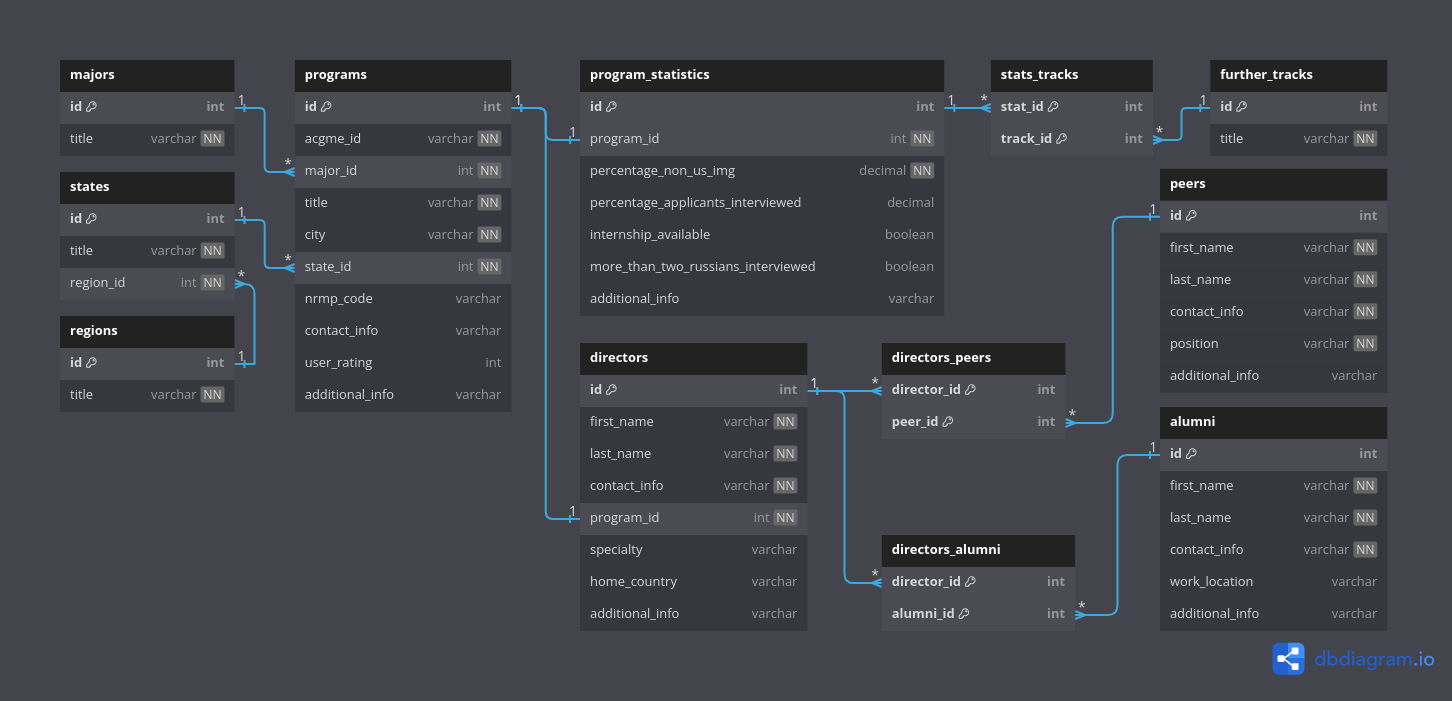 majors
id int
title varchar NN
states
id int
title varchar NN
region_id int NN
regions
id int
title varchar NN
programs
id int
acgme_id varchar NN
major_id int NN
title varchar NN
city varchar NN
state_id int NN
nrmp_code varchar
contact_info varchar
user_rating int
additional_info varchar
program_statistics
id int
program_id int NN
percentage_non_us_img decimal NN
percentage_applicants_interviewed decimal
internship_available boolean
more_than_two_russians_interviewed boolean
additional_info varchar
directors
id int
first_name varchar NN
last_name varchar NN
contact_info varchar NN
program_id int NN
specialty varchar
home_country varchar
additional_info varchar
stats_tracks
stat_id int
track_id int
further_tracks
id int
title varchar NN
directors_peers
director_id int
peer_id int
directors_alumni
director_id int
alumni_id int
peers
id int
first_name varchar NN
last_name varchar NN
contact_info varchar NN
position varchar NN
additional_info varchar
alumni
id int
first_name varchar NN
last_name varchar NN
contact_info varchar NN
work_location varchar
additional_info varchar
1
*
1
*
*
1
1
1
1
1
*
1
*
1
*
*
1
*
1
*
dbdiagram.io